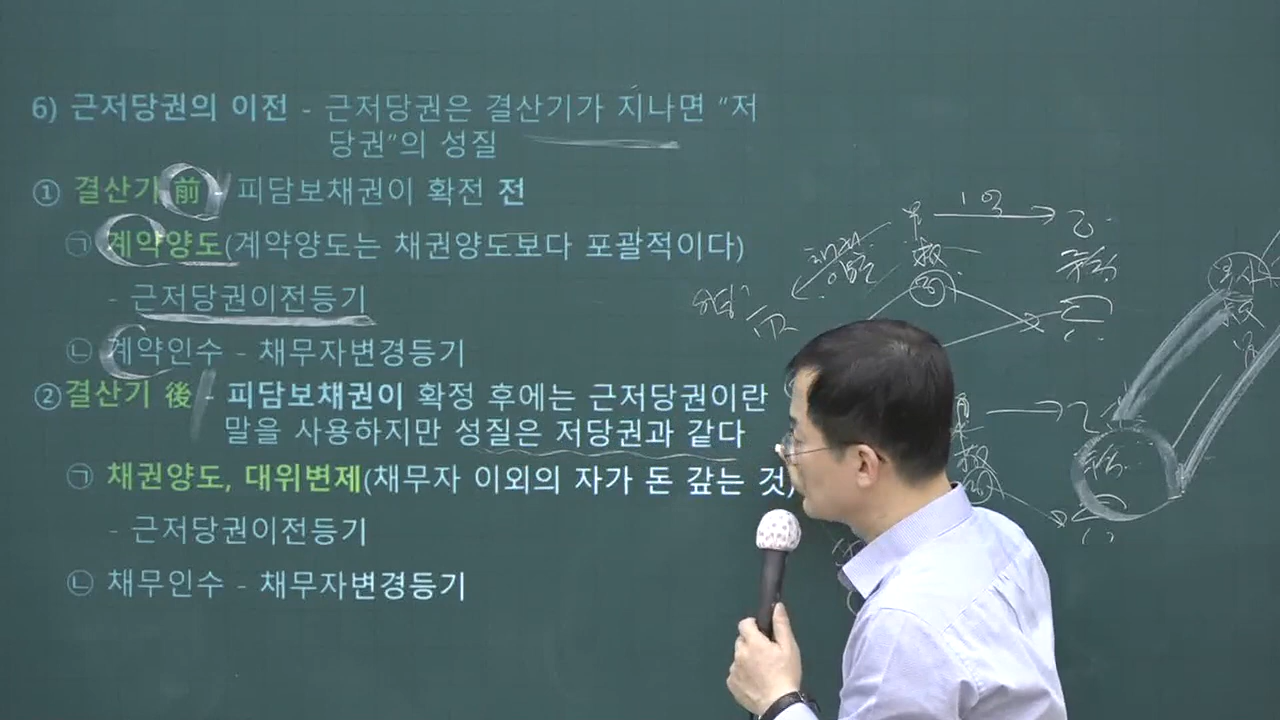 6) 근저당권의 이전 - 근저당권은 결산기가 지나면 “저
당권”의 성질
① 결산기 前 - 피담보채권이 확전 전
㉠ 계약양도(계약양도는 채권양도보다 포괄적이다)
- 근저당권이전등기
㉡ 계약인수 - 채무자변경등기
② 결산기 後 - 피담보채권이 확정 후에는 근저당권이란
말을 사용하지만 성질은 저당권과 같다
㉠ 채권양도, 대위변제(채무자 이외의 자가 돈 갚는 것)
- 근저당권이전등기
㉡ 채무인수 - 채무자변경등기
1억
乙